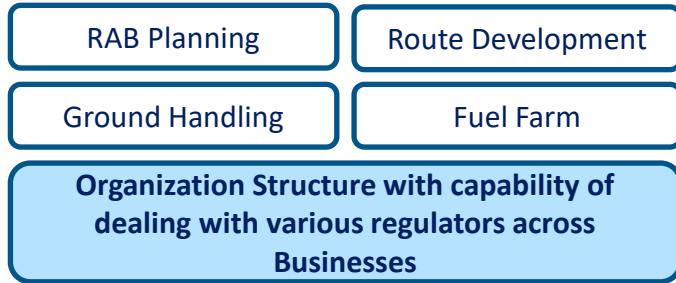 RAB Planning
Route Development
Ground Handling
Fuel Farm
Organization Structure with capability of
dealing with various regulators across
Businesses